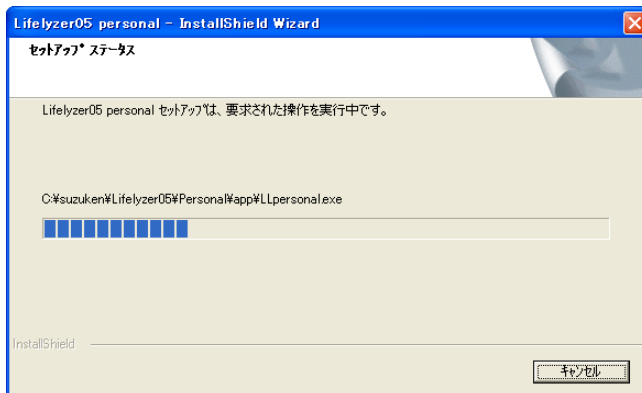 Lifelyzer05 personal - InstallShield Wizard
セットアップ ステータス
Lifelyzer05 personal セットアップは、要求された操作を実行中です。
C:¥suzuken¥Lifelyzer05¥Personal¥app¥LLpersonal.exe
InstallShield
キャンセル